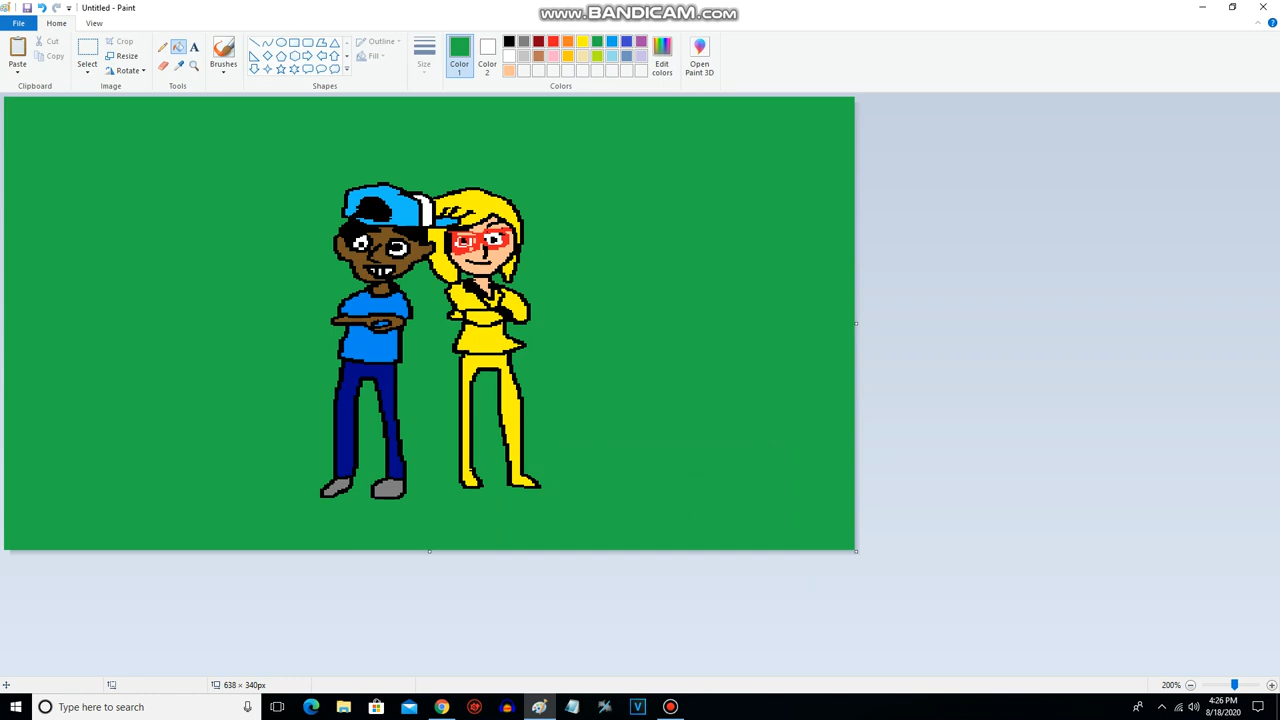 Untitled - Paint
WWW.BANDICAM.COM
File
Home
View
Paste
Cut
Copy
Clipboard
Select
Crop
Resize
Rotate
Image
A
Tools
Brushes
Outline
Fill
Shapes
Size
Color
1
Color
2
Edit
colors
Colors
Open
Paint 3D
638 × 340px
200%
Type here to search
V
4:26 PM
8/18/2020